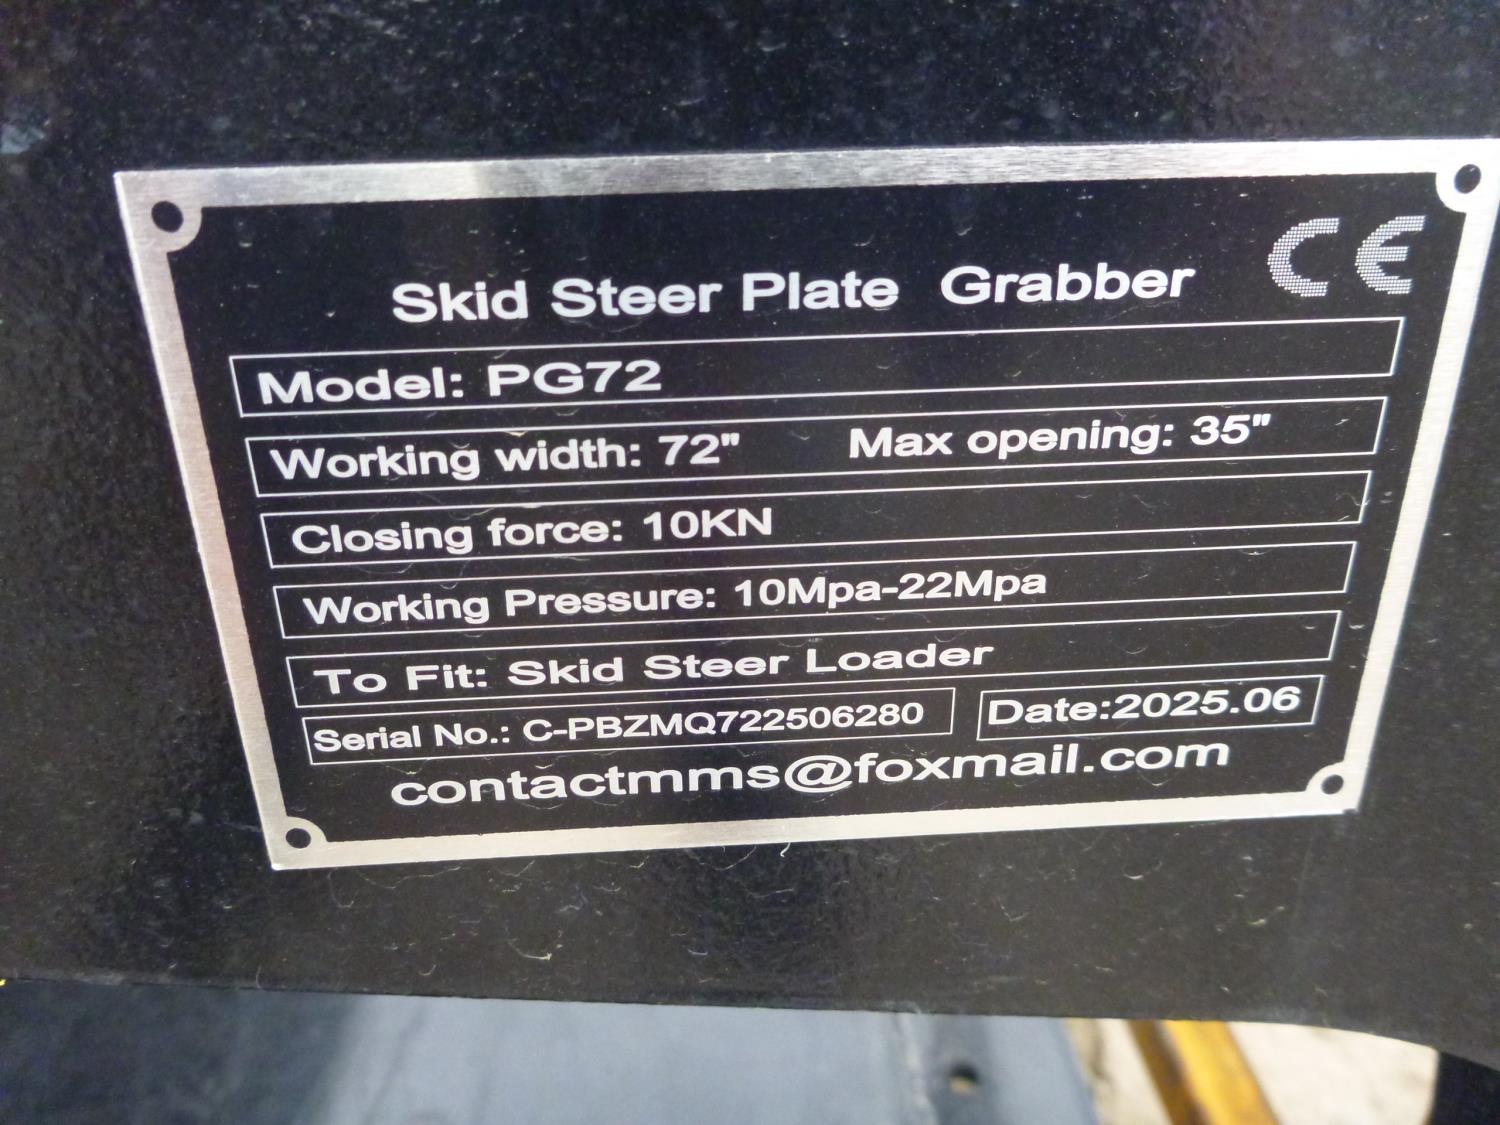 CE
Skid Steer Plate Grabber
Model: PG72
Working width: 72" Max opening: 35"
Closing force: 10KN
Working Pressure: 10Mpa-22Mpa
To Fit: Skid Steer Loader
Serial No.: C-PBZMQ722506280 Date:2025.06
contactmms@foxmail.com